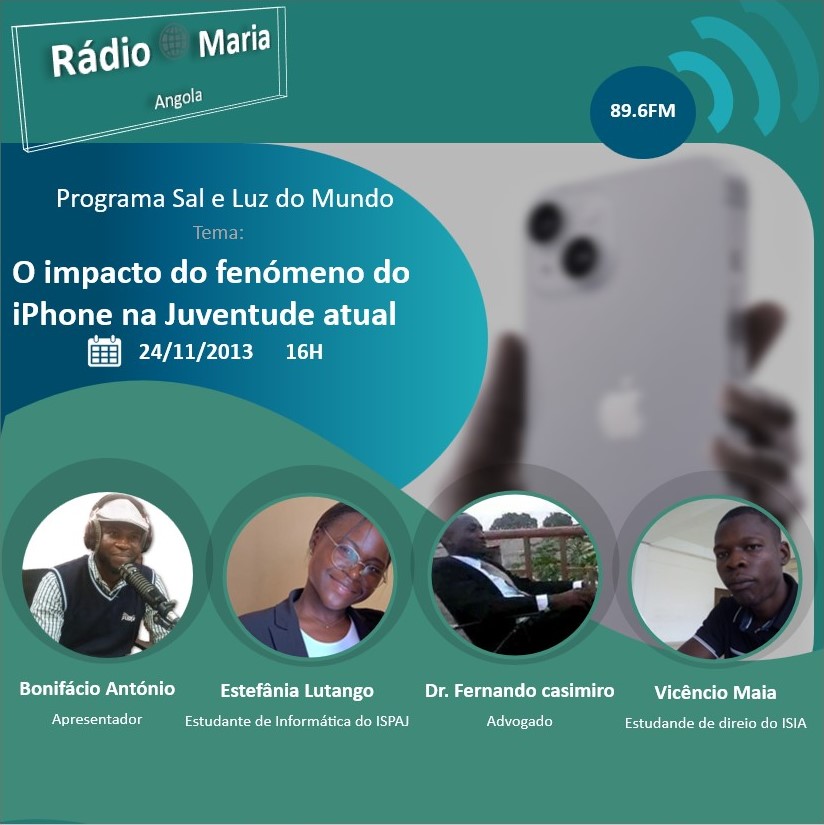 Rádio Maria
Angola
89.6FM
Programa Sal e Luz do Mundo
Tema:
O impacto do fenómeno do
iPhone na Juventude atual
24/11/2013 16H
Bonifácio António
Apresentador
Estefânia Lutango
Estudante de Informática do ISPAJ
Dr. Fernando casimiro
Advogado
Vicêncio Maia
Estudande de direio do ISIA